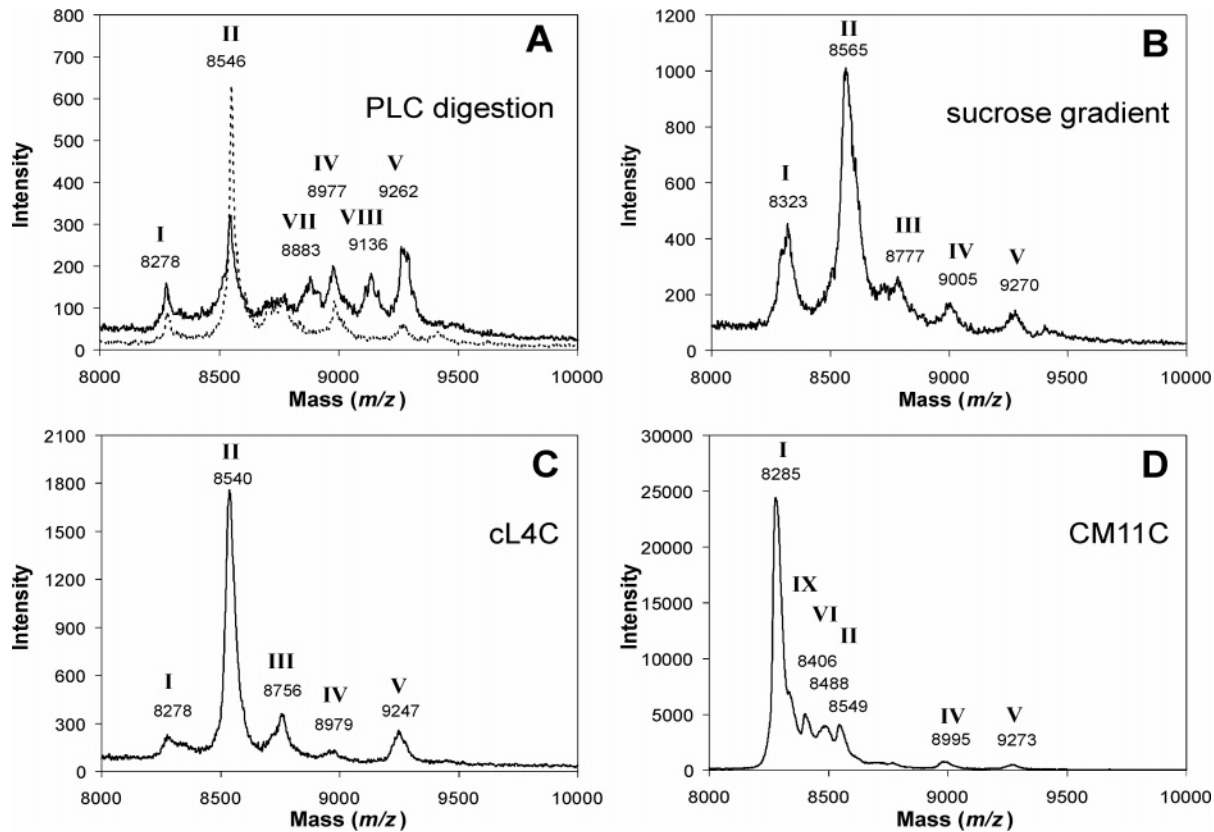 A
PLC digestion
800
700
600
500
400
300
200
100
0
Intensity
I
8278
II
8546
VII
8883
IV
8977
VIII
9136
V
9262
8000 8500 9000 9500 10000
Mass (m/z)
B
sucrose gradient
1200
1000
800
600
400
200
0
Intensity
I
8323
II
8565
III
8777
IV
9005
V
9270
8000 8500 9000 9500 10000
Mass (m/z)
C
cL4C
2100
1800
1500
1200
900
600
300
0
Intensity
I
8278
II
8540
III
8756
IV
8979
V
9247
8000 8500 9000 9500 10000
Mass (m/z)
D
CM11C
30000
25000
20000
15000
10000
5000
0
Intensity
I
8285
IX
VI
II
8406
8488
8549
IV
8995
V
9273
8000 8500 9000 9500 10000
Mass (m/z)